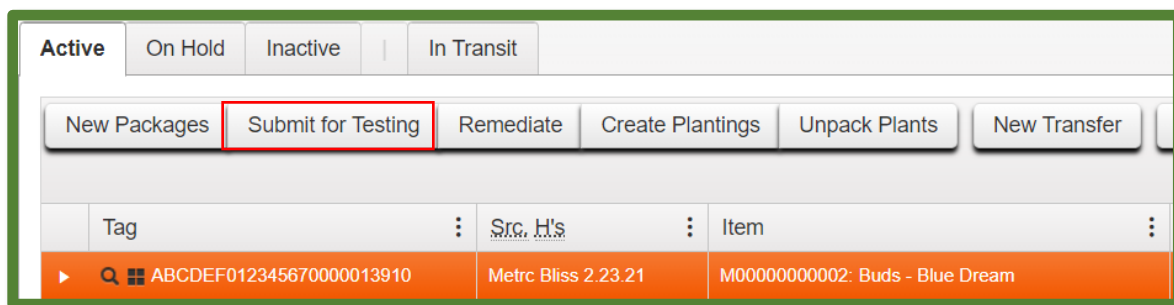 Active On Hold Inactive | In Transit
New Packages Submit for Testing Remediate Create Plantings Unpack Plants New Transfer
Tag Src. H's Item
ABCDEF012345670000013910 Metrc Bliss 2.23.21 M00000000002: Buds - Blue Dream